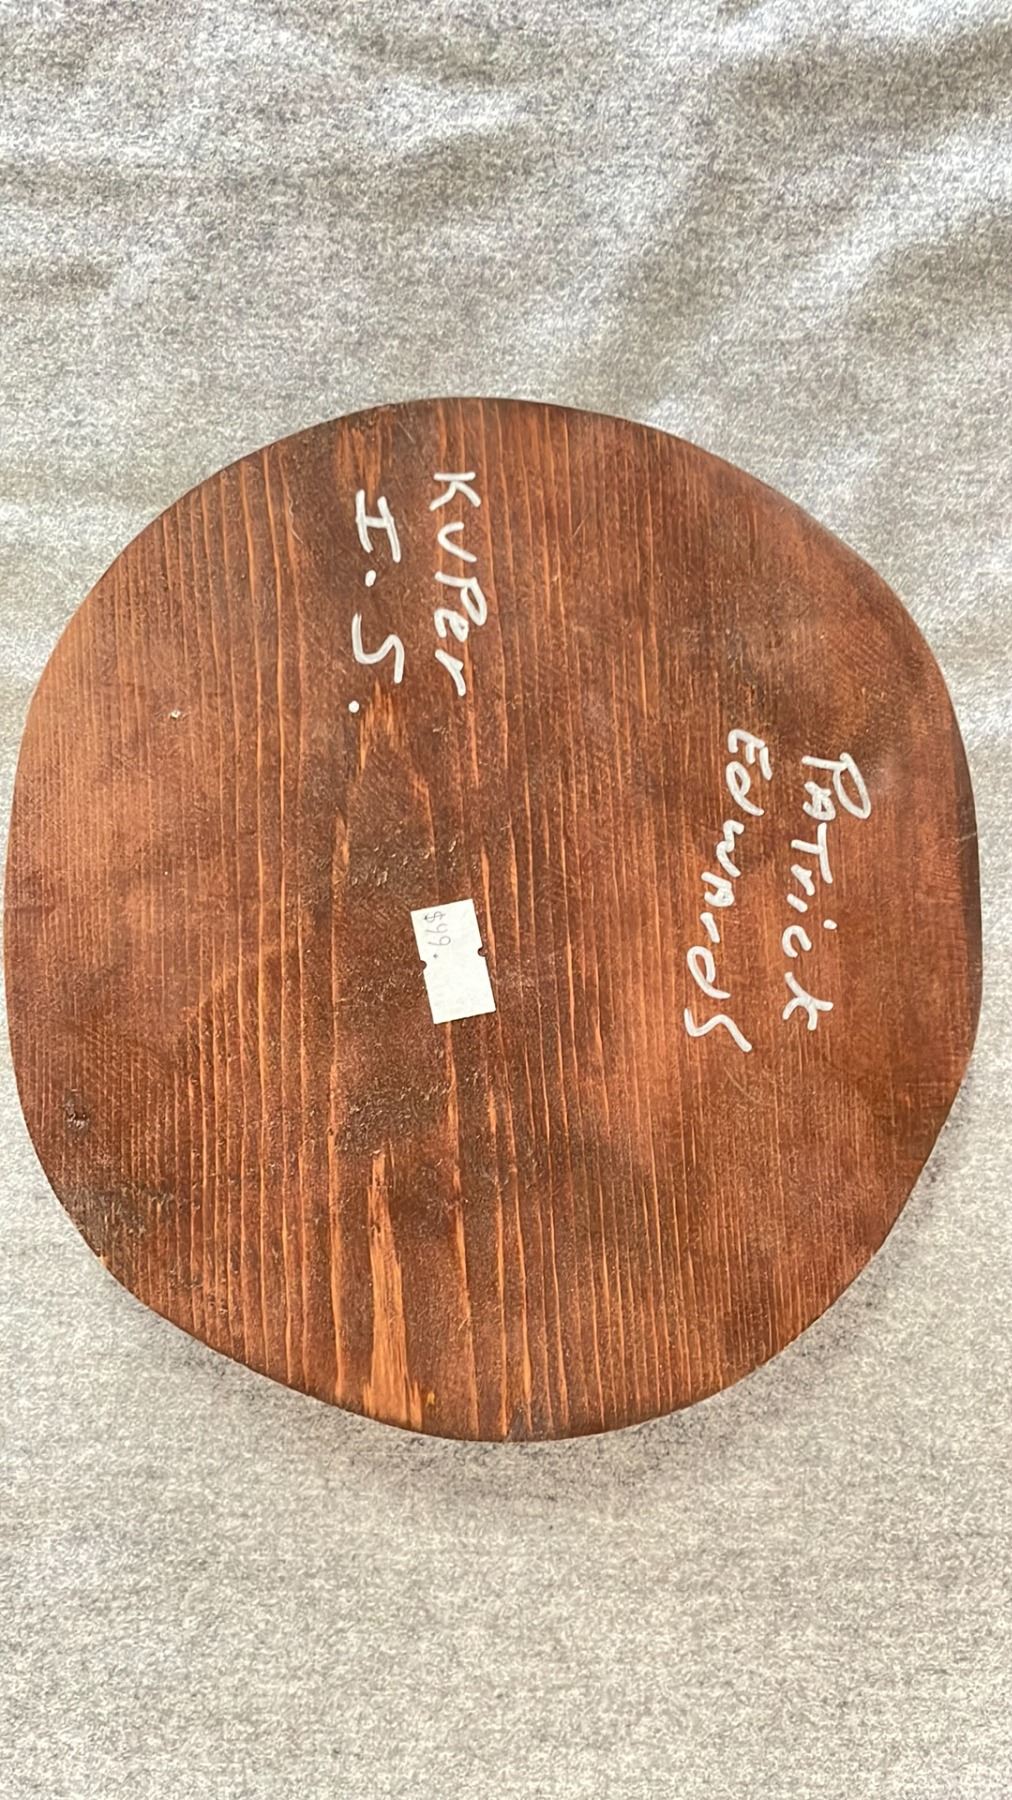 PATrick
Edwards
KUPer
I.S.
$99.